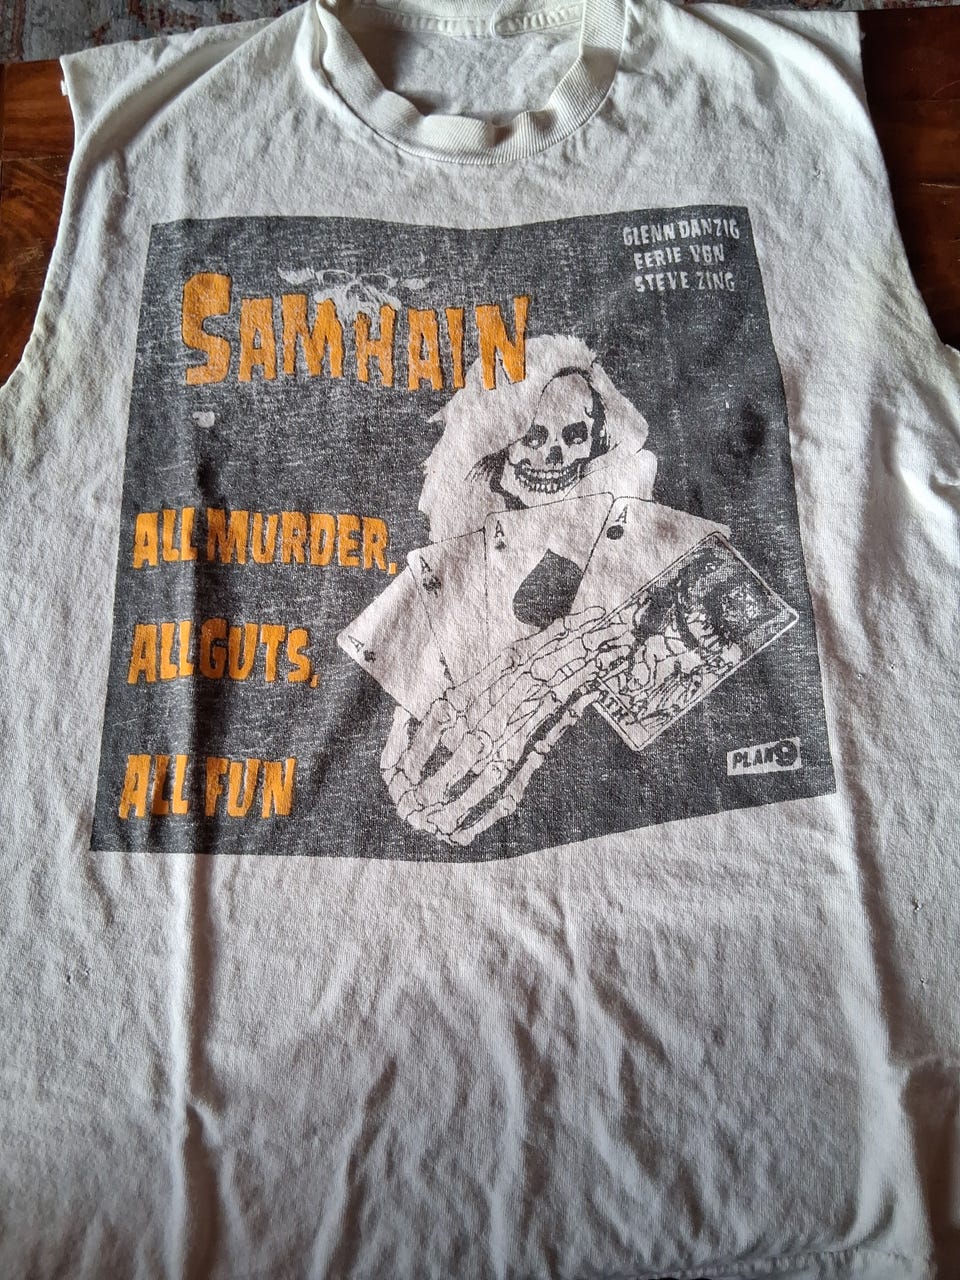 GLENN DANZIG
EERIE VON
STEVE ZING
SAMHAIN
ALL MURDER,
A
A
A
A
ALL GUTS,
ALL FUN
PLAN 9